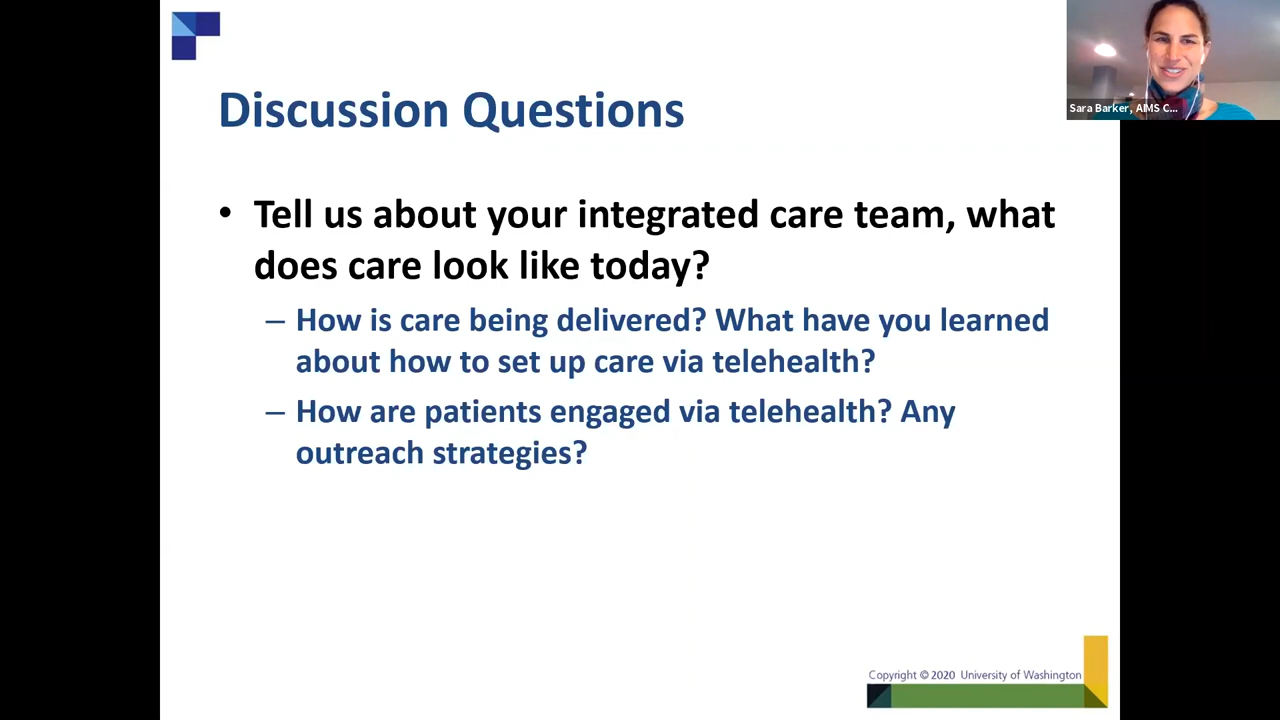 Discussion Questions
• Tell us about your integrated care team, what
does care look like today?
– How is care being delivered? What have you learned
about how to set up care via telehealth?
– How are patients engaged via telehealth? Any
outreach strategies?
Sara Barker, AIMS C...
Copyright © 2020 University of Washington